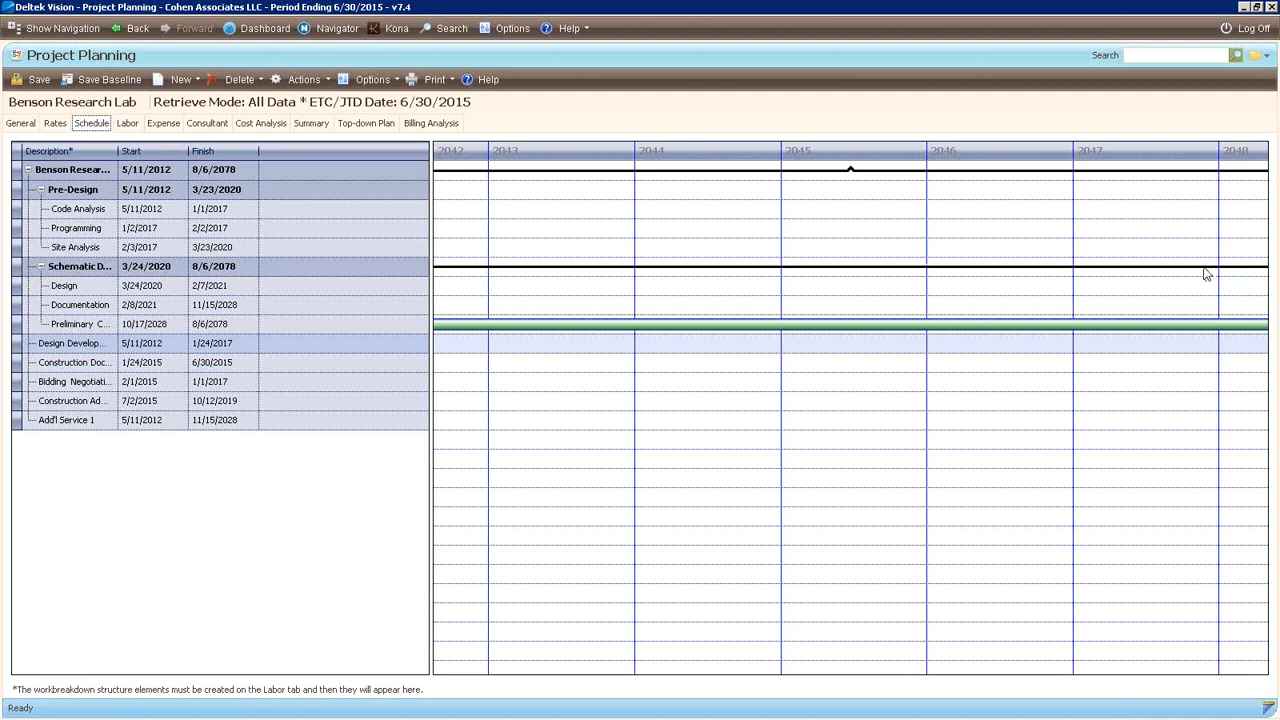 Deltek Vision - Project Planning - Cohen Associates LLC - Period Ending 6/30/2015 - v7.4
Show Navigation Back Forward Dashboard Navigator Kona Search Options Help Log Off
Project Planning Search
Save Save Baseline New Delete Actions Options Print Help
Benson Research Lab Retrieve Mode: All Data * ETC/JTD Date: 6/30/2015
General Rates Schedule Labor Expense Consultant Cost Analysis Summary Top-down Plan Billing Analysis
Description* Start Finish 2012 2013 2014 2015 2046 2047 2048
Benson Resear... 5/11/2012 8/6/2078
Pre-Design 5/11/2012 3/23/2020
Code Analysis 5/11/2012 1/1/2017
Programming 1/2/2017 2/2/2017
Site Analysis 2/3/2017 3/23/2020
Schematic D... 3/24/2020 8/6/2078
Design 3/24/2020 2/7/2021
Documentation 2/8/2021 11/15/2028
Preliminary C... 10/17/2028 8/6/2078
Design Develop... 5/11/2012 1/24/2017
Construction Doc... 1/24/2015 6/30/2015
Bidding Negotiati... 2/1/2015 1/1/2017
Construction Ad... 7/2/2015 10/12/2019
Add'l Service 1 5/11/2012 11/15/2028
*The workbreakdown structure elements must be created on the Labor tab and then they will appear here.
Ready